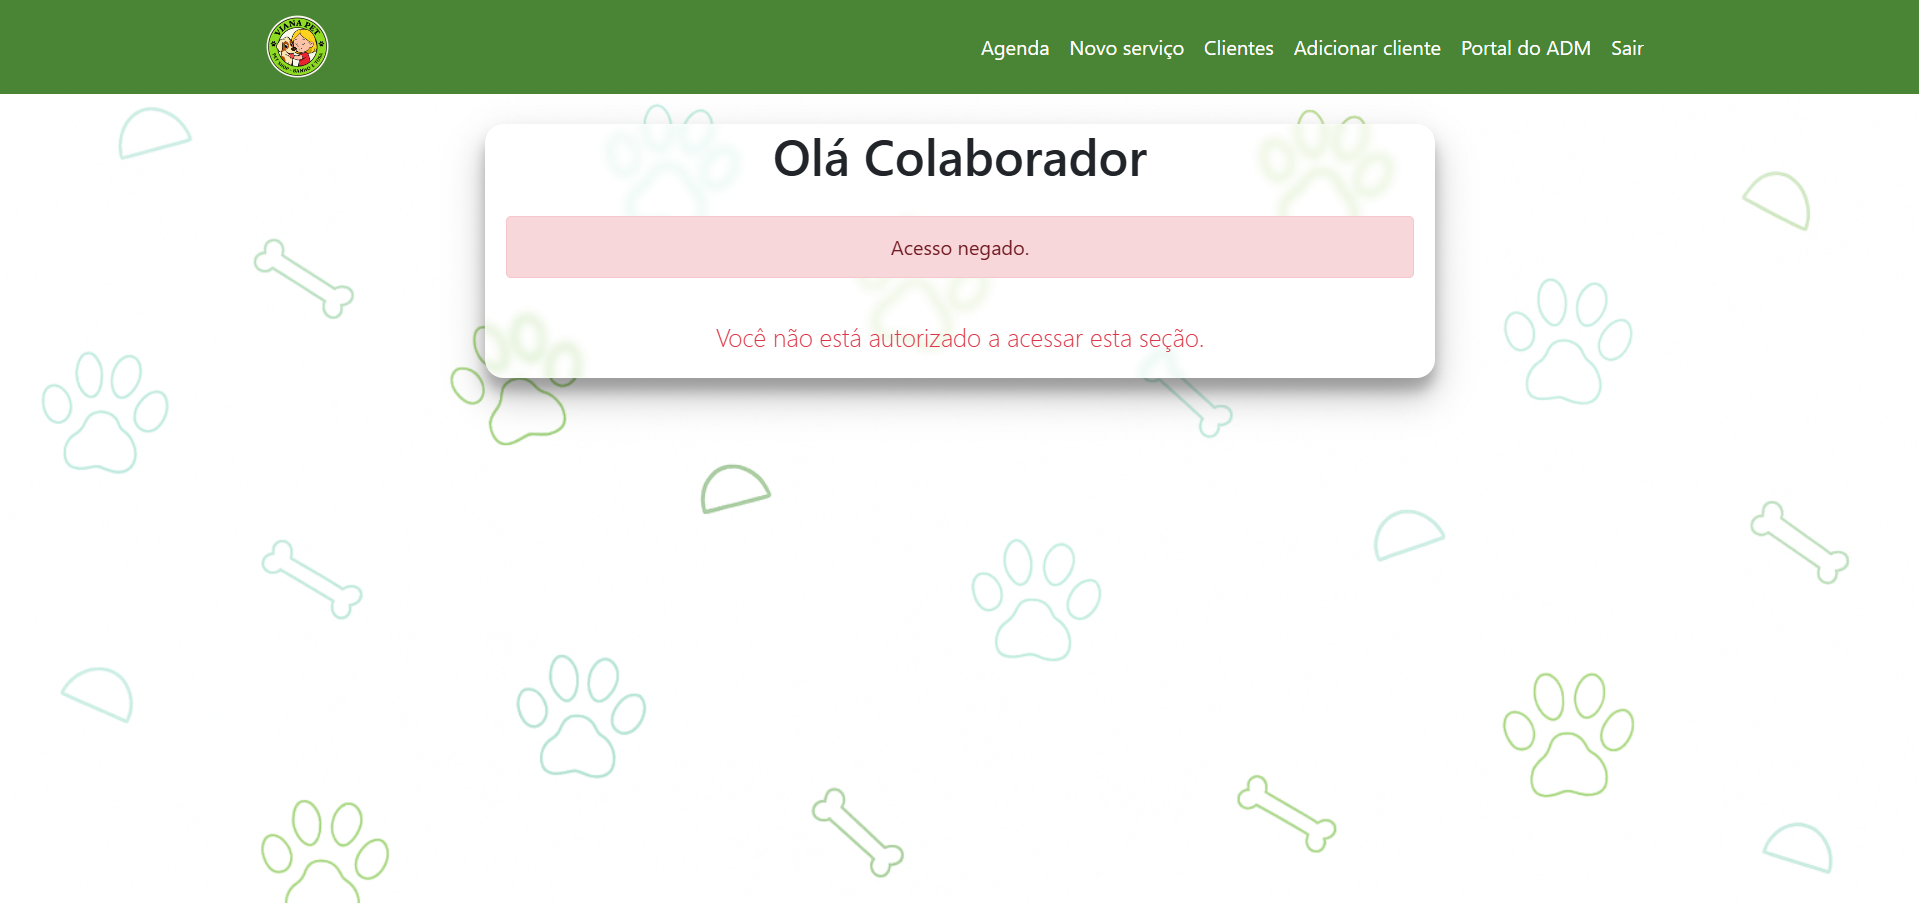 VIANA PET
Agenda Novo serviço Clientes Adicionar cliente Portal do ADM Sair
Olá Colaborador
Acesso negado.
Você não está autorizado a acessar esta seção.